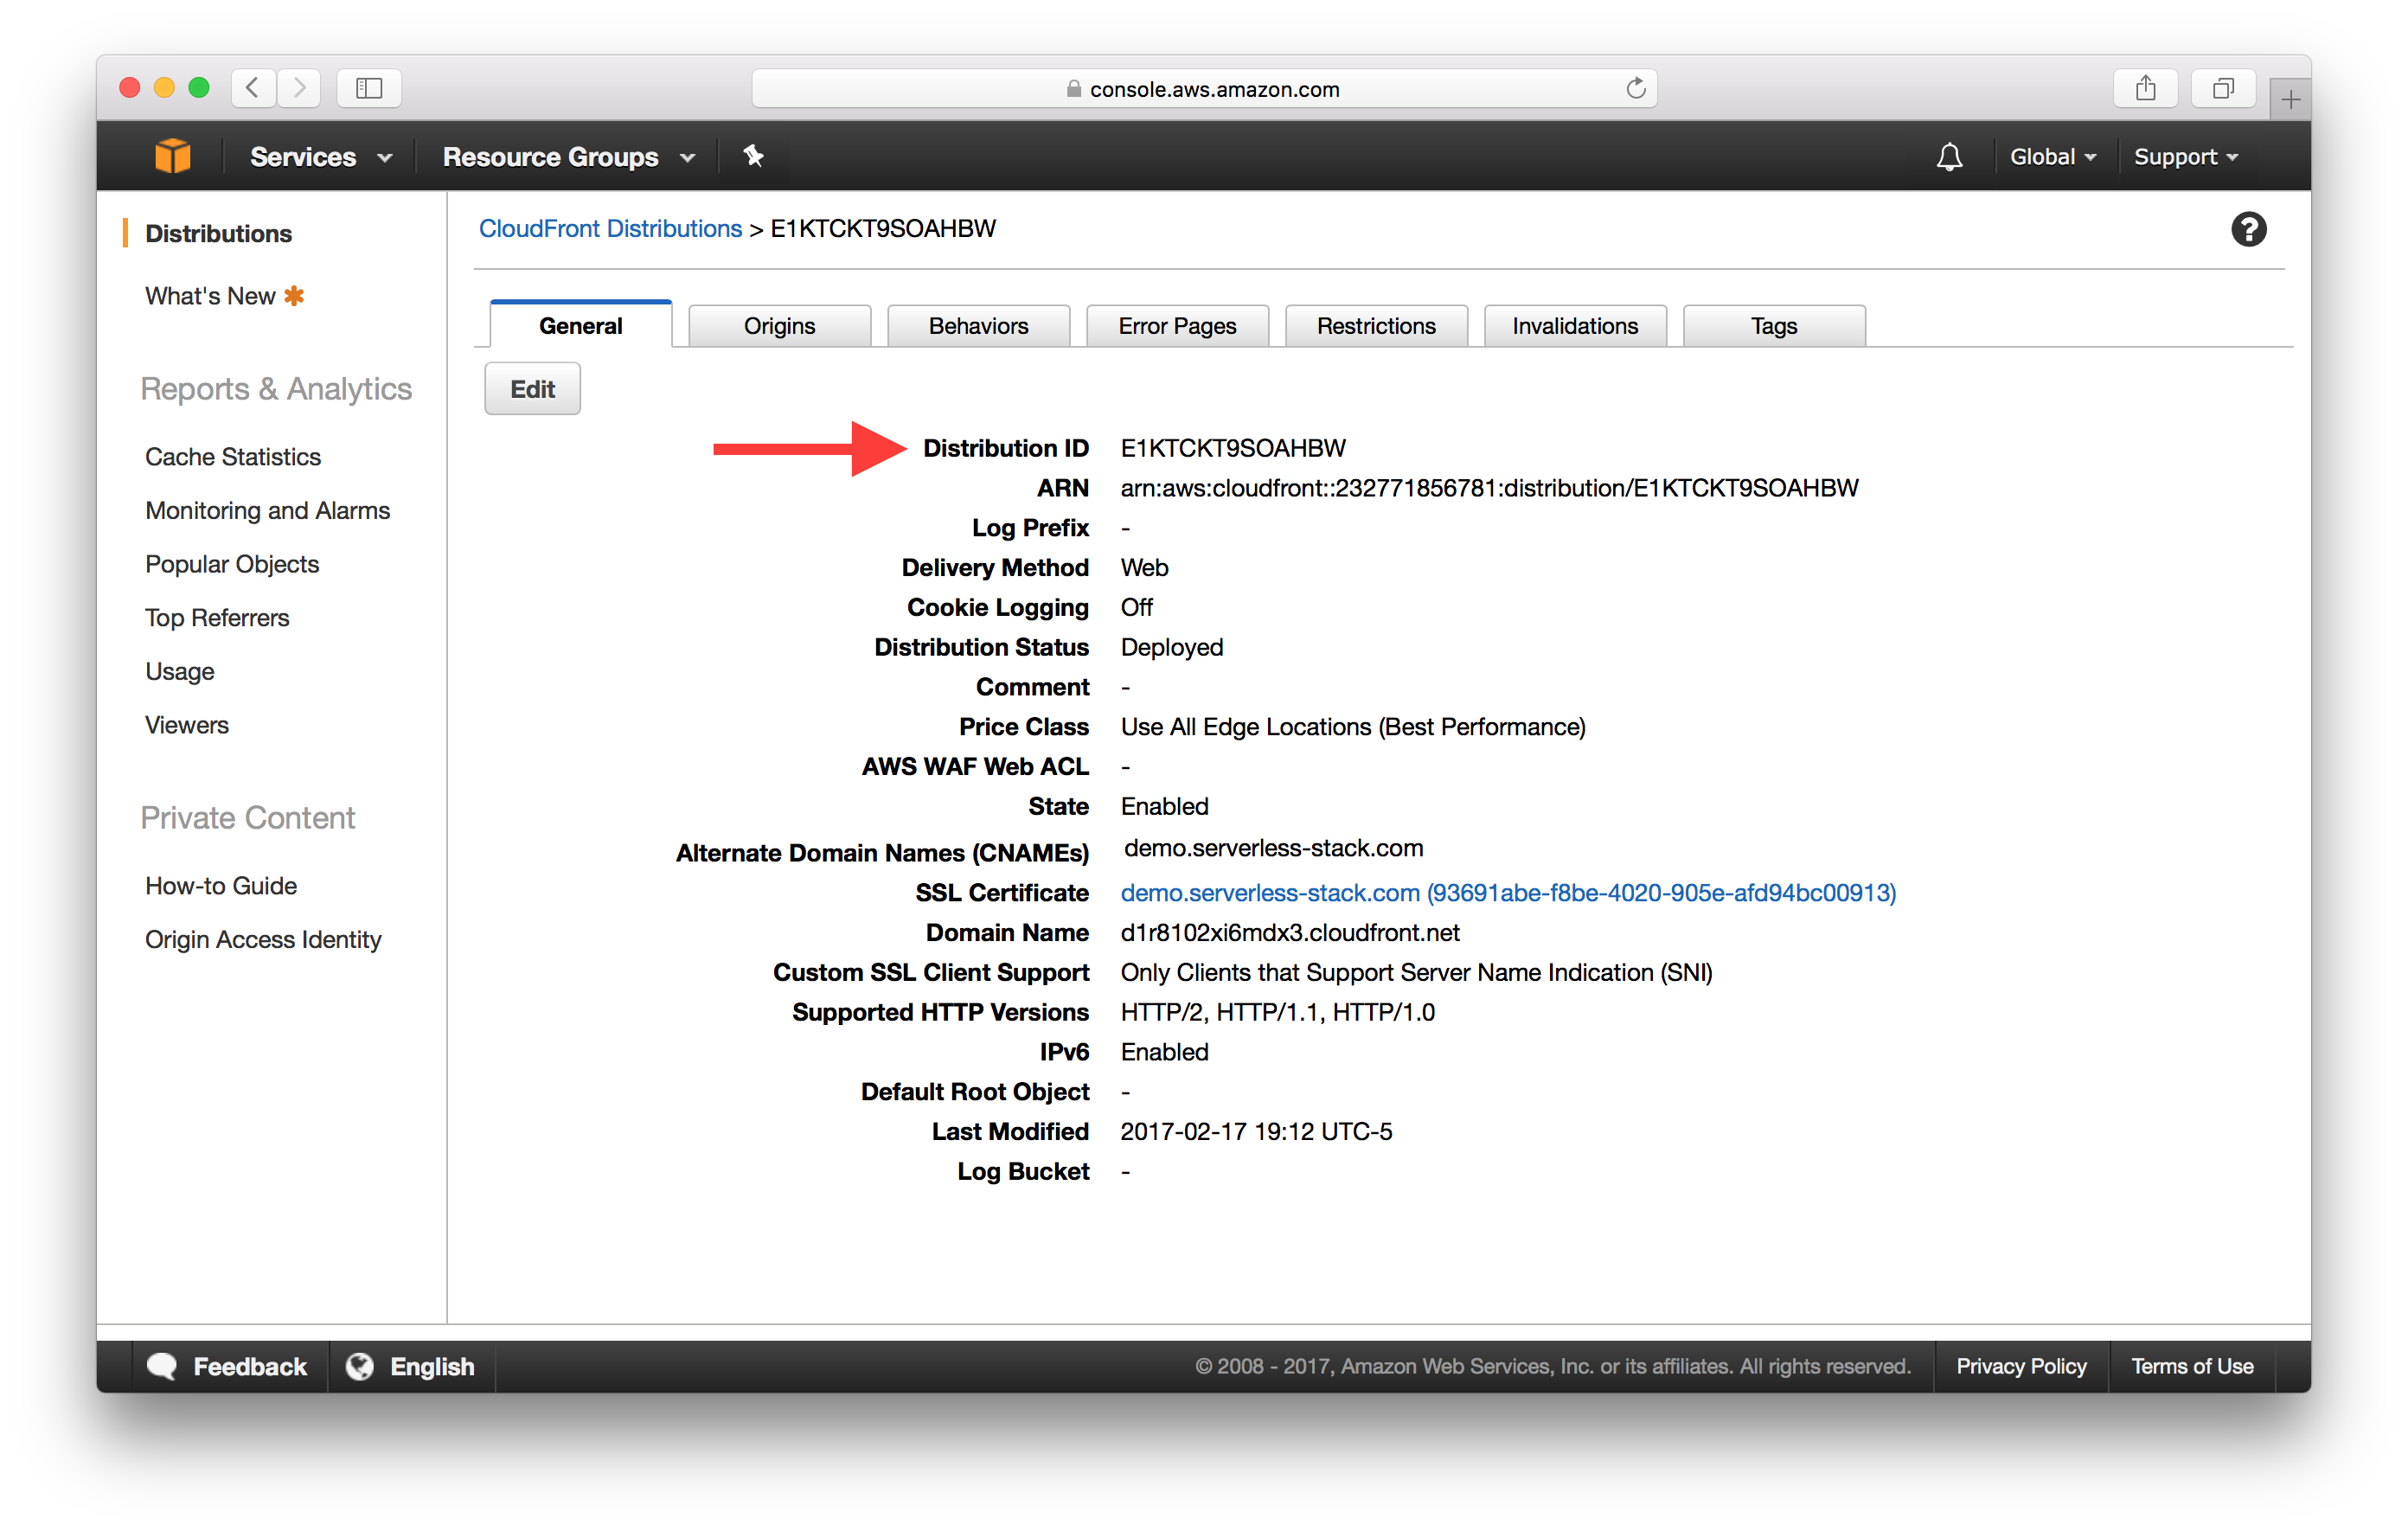 console.aws.amazon.com
Services
Resource Groups
Global
Support
Distributions
What's New
Reports & Analytics
Cache Statistics
Monitoring and Alarms
Popular Objects
Top Referrers
Usage
Viewers
Private Content
How-to Guide
Origin Access Identity
CloudFront Distributions > E1KTCKT9SOAHBW
General Origins Behaviors Error Pages Restrictions Invalidations Tags
Edit
Distribution ID E1KTCKT9SOAHBW
ARN arn:aws:cloudfront::232771856781:distribution/E1KTCKT9SOAHBW
Log Prefix -
Delivery Method Web
Cookie Logging Off
Distribution Status Deployed
Comment -
Price Class Use All Edge Locations (Best Performance)
AWS WAF Web ACL -
State Enabled
Alternate Domain Names (CNAMEs) demo.serverless-stack.com
SSL Certificate demo.serverless-stack.com (93691abe-f8be-4020-905e-afd94bc00913)
Domain Name d1r8102xi6mdx3.cloudfront.net
Custom SSL Client Support Only Clients that Support Server Name Indication (SNI)
Supported HTTP Versions HTTP/2, HTTP/1.1, HTTP/1.0
IPv6 Enabled
Default Root Object -
Last Modified 2017-02-17 19:12 UTC-5
Log Bucket -
Feedback
English
© 2008 - 2017, Amazon Web Services, Inc. or its affiliates. All rights reserved.
Privacy Policy
Terms of Use